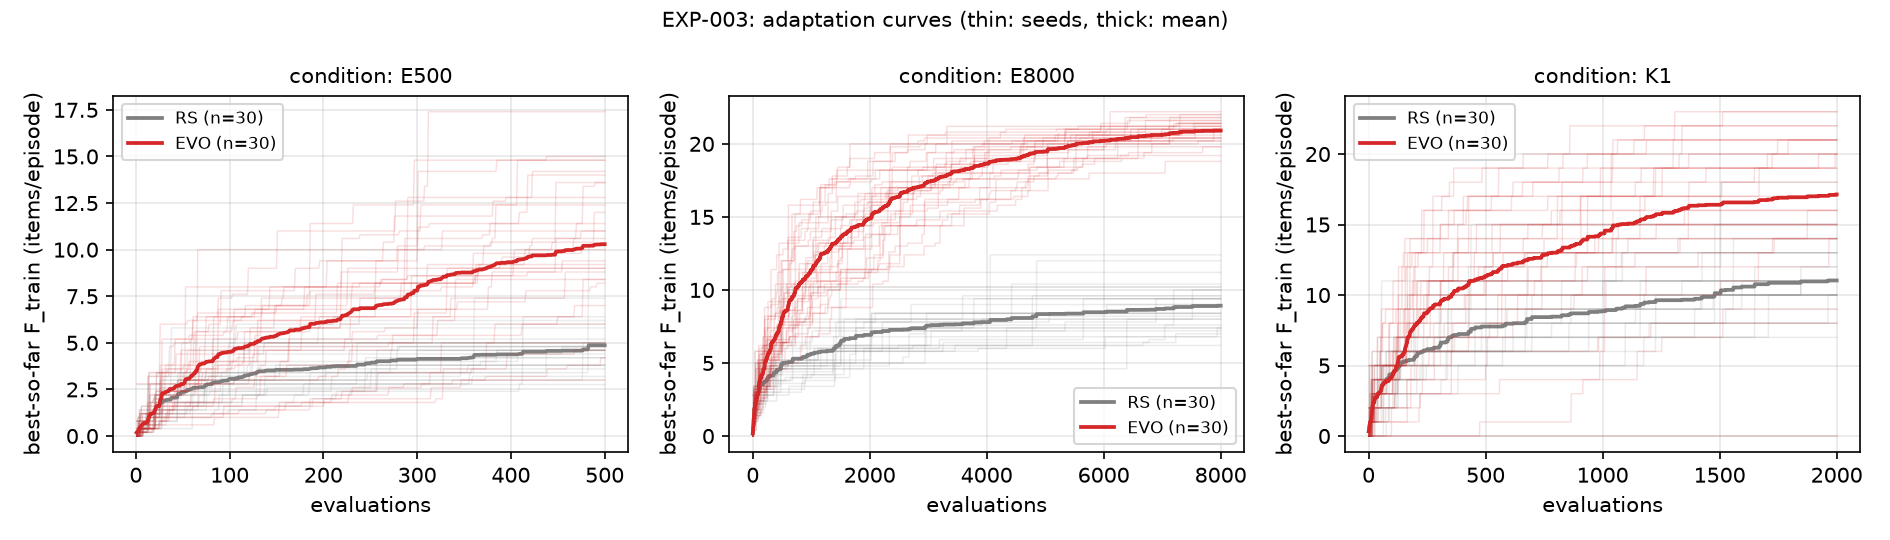 EXP-003: adaptation curves (thin: seeds, thick: mean)
condition: E500
best-so-far F_train (items/episode)
17.5
15.0
12.5
10.0
7.5
5.0
2.5
0.0
RS (n=30)
EVO (n=30)
0 100 200 300 400 500
evaluations
condition: E8000
best-so-far F_train (items/episode)
20
15
10
5
0
RS (n=30)
EVO (n=30)
0 2000 4000 6000 8000
evaluations
condition: K1
best-so-far F_train (items/episode)
20
15
10
5
0
RS (n=30)
EVO (n=30)
0 500 1000 1500 2000
evaluations